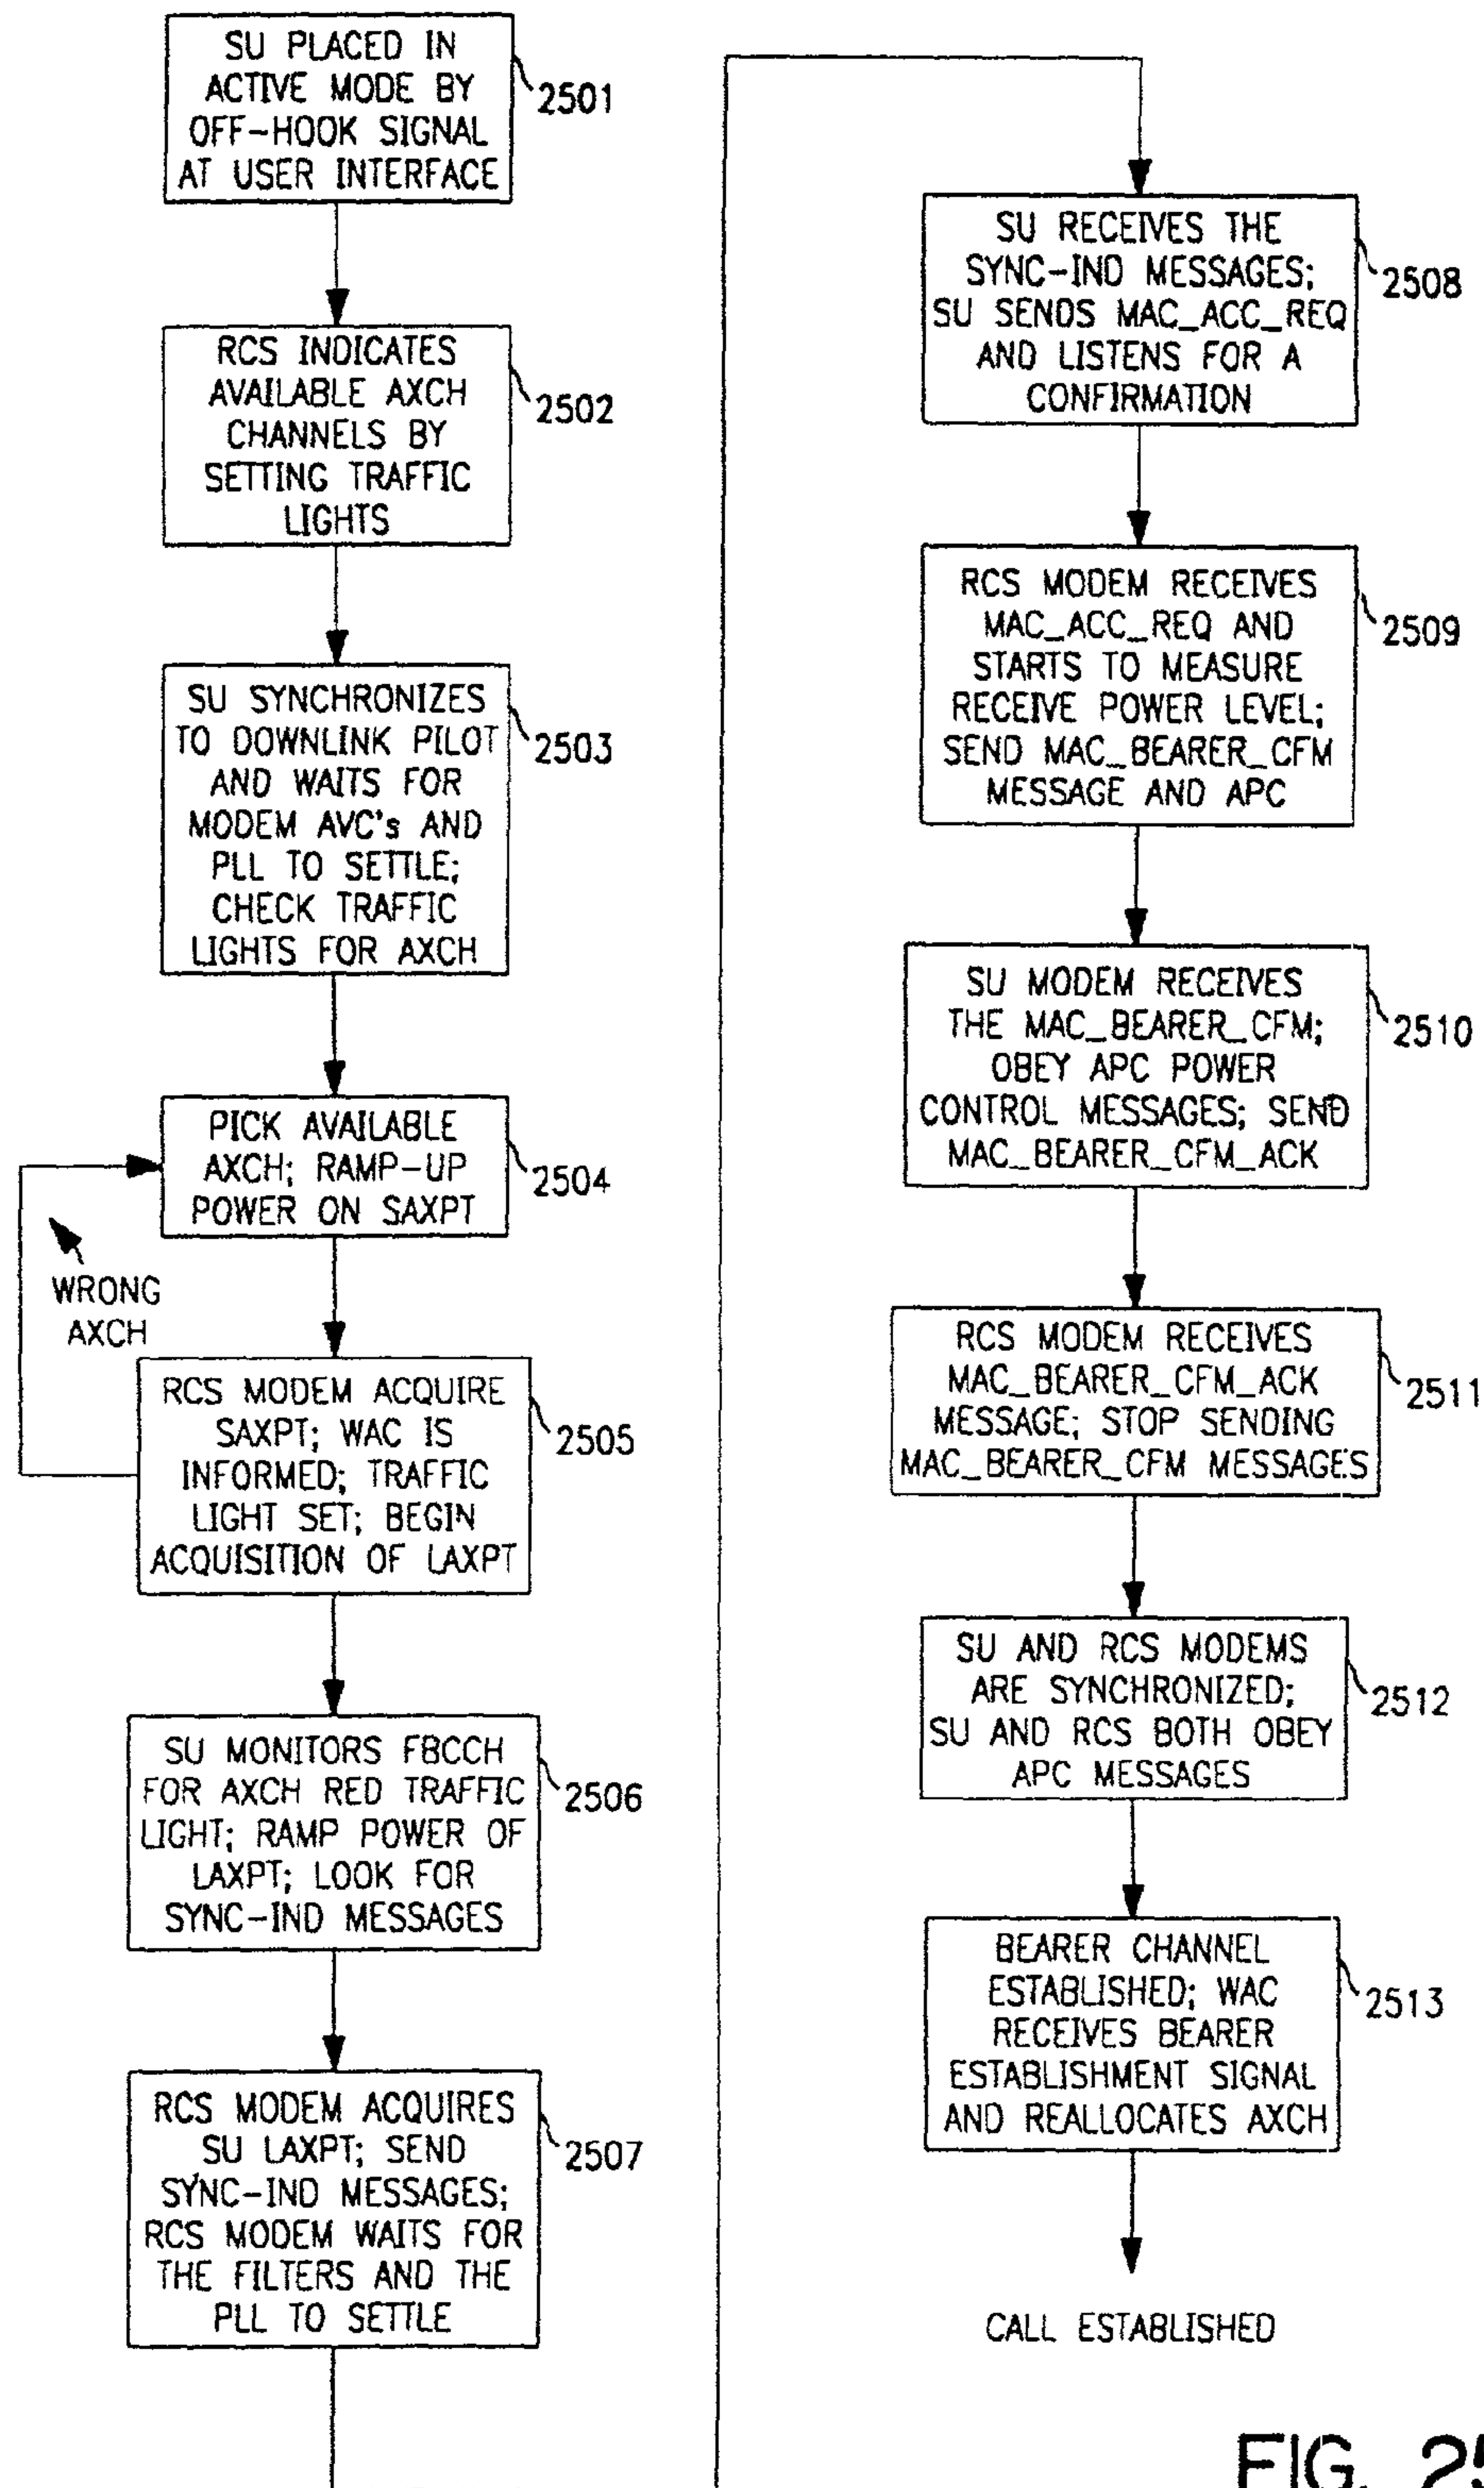 SU PLACED IN
ACTIVE MODE BY
OFF-HOOK SIGNAL
AT USER INTERFACE
2501
RCS INDICATES
AVAILABLE AXCH
CHANNELS BY
SETTING TRAFFIC
LIGHTS
2502
SU SYNCHRONIZES
TO DOWNLINK PILOT
AND WAITS FOR
MODEM AVC's AND
PLL TO SETTLE;
CHECK TRAFFIC
LIGHTS FOR AXCH
2503
PICK AVAILABLE
AXCH; RAMP-UP
POWER ON SAXPT
2504
WRONG
AXCH
RCS MODEM ACQUIRE
SAXPT; WAC IS
INFORMED; TRAFFIC
LIGHT SET; BEGIN
ACQUISITION OF LAXPT
2505
SU MONITORS FBCCH
FOR AXCH RED TRAFFIC
LIGHT; RAMP POWER OF
LAXPT; LOOK FOR
SYNC-IND MESSAGES
2506
RCS MODEM ACQUIRES
SU LAXPT; SEND
SYNC-IND MESSAGES;
RCS MODEM WAITS FOR
THE FILTERS AND THE
PLL TO SETTLE
2507
SU RECEIVES THE
SYNC-IND MESSAGES;
SU SENDS MAC_ACC_REQ
AND LISTENS FOR A
CONFIRMATION
2508
RCS MODEM RECEIVES
MAC_ACC_REQ AND
STARTS TO MEASURE
RECEIVE POWER LEVEL;
SEND MAC_BEARER_CFM
MESSAGE AND APC
2509
SU MODEM RECEIVES
THE MAC_BEARER_CFM;
OBEY APC POWER
CONTROL MESSAGES; SEND
MAC_BEARER_CFM_ACK
2510
RCS MODEM RECEIVES
MAC_BEARER_CFM_ACK
MESSAGE; STOP SENDING
MAC_BEARER_CFM MESSAGES
2511
SU AND RCS MODEMS
ARE SYNCHRONIZED;
SU AND RCS BOTH OBEY
APC MESSAGES
2512
BEARER CHANNEL
ESTABLISHED; WAC
RECEIVES BEARER
ESTABLISHMENT SIGNAL
AND REALLOCATES AXCH
2513
CALL ESTABLISHED
FIG. 25